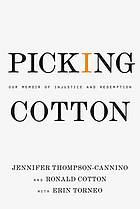 PICKING
OUR MEMOIR OF INJUSTICE AND REDEMPTION
COTTON
JENNIFER THOMPSON-CANNINO
AND RONALD COTTON
WITH ERIN TORNEO